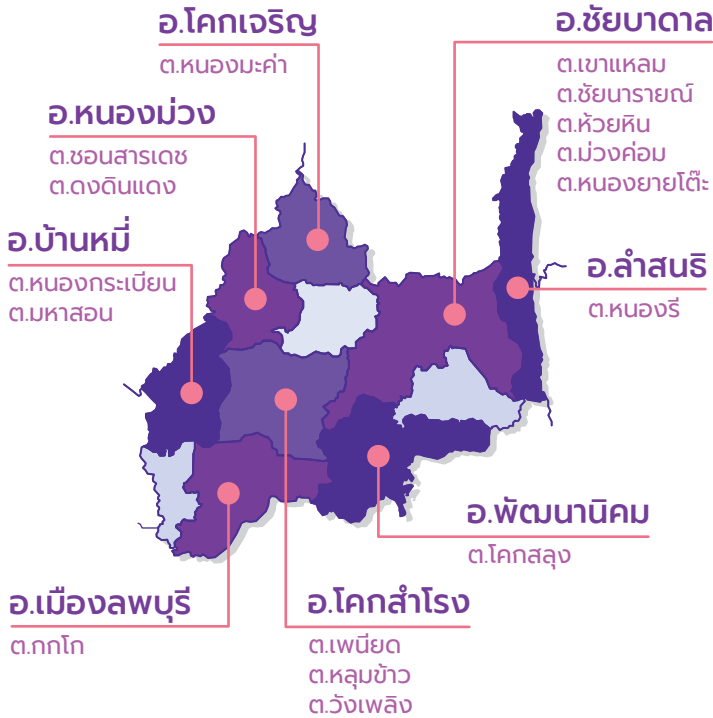 อ.โคกเจริญ
ต.หนองมะค่า
อ.ชัยบาดาล
ต.เขาแหลม
ต.ชัยนารายณ์
ต.ห้วยหิน
ต.ม่วงค่อม
ต.หนองยายโต๊ะ
อ.หนองม่วง
ต.ชอนสารเดช
ต.ดงดินแดง
อ.บ้านหมี่
ต.หนองกระเบียน
ต.มหาสอน
อ.ลำสนธิ
ต.หนองรี
อ.พัฒนานิคม
ต.โคกสลุง
อ.เมืองลพบุรี
ต.กกโก
อ.โคกสำโรง
ต.เพนียด
ต.หลุมข้าว
ต.วังเพลิง